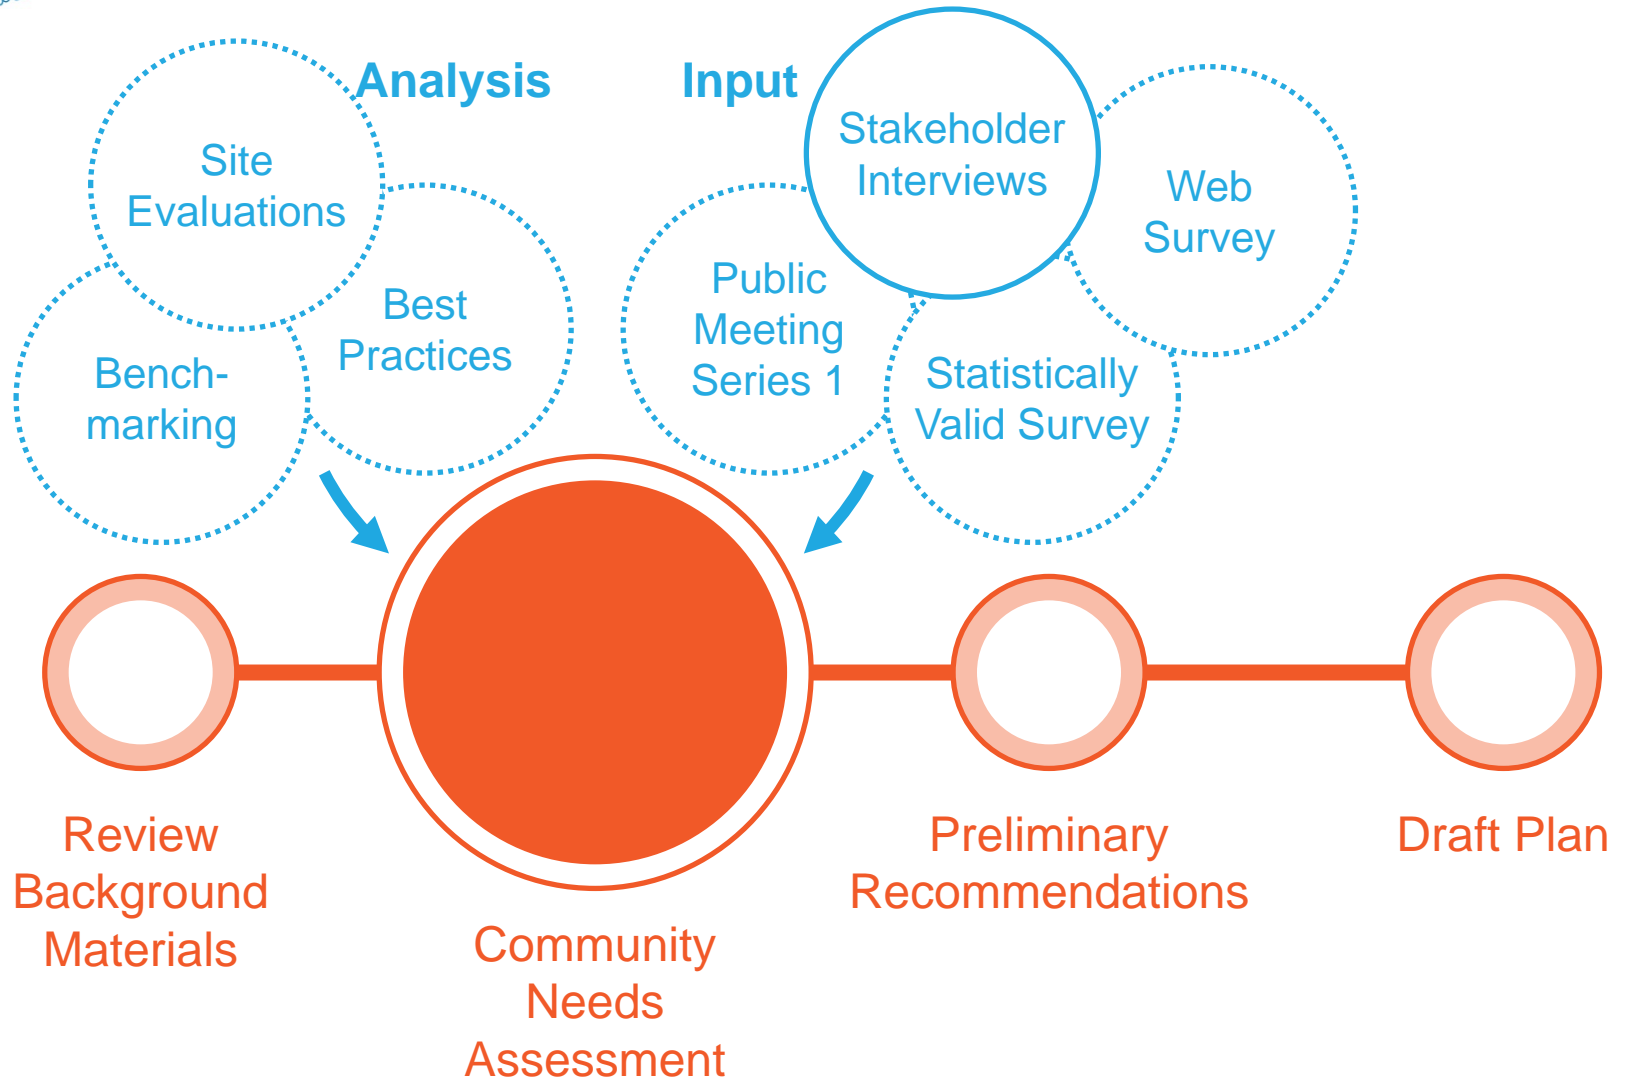 Analysis
Input
Site
Evaluations
Best
Practices
Bench-
marking
Stakeholder
Interviews
Web
Survey
Public
Meeting
Series 1
Statistically
Valid Survey
Review
Background
Materials
Community
Needs
Assessment
Preliminary
Recommendations
Draft Plan